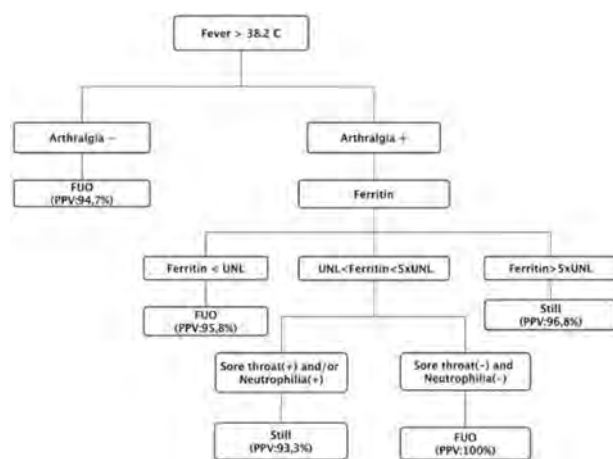 Fever > 38.2 C
Arthralgia −
Arthralgia +
FUO
(PPV:94,7%)
Ferritin
Ferritin < UNL
UNL<Ferritin<5xUNL
Ferritin>5xUNL
FUO
(PPV:95,8%)
Still
(PPV:96,8%)
Sore throat(+) and/or
Neutrophilia(+)
Sore throat(-) and
Neutrophilia(-)
Still
(PPV:93,3%)
FUO
(PPV:100%)